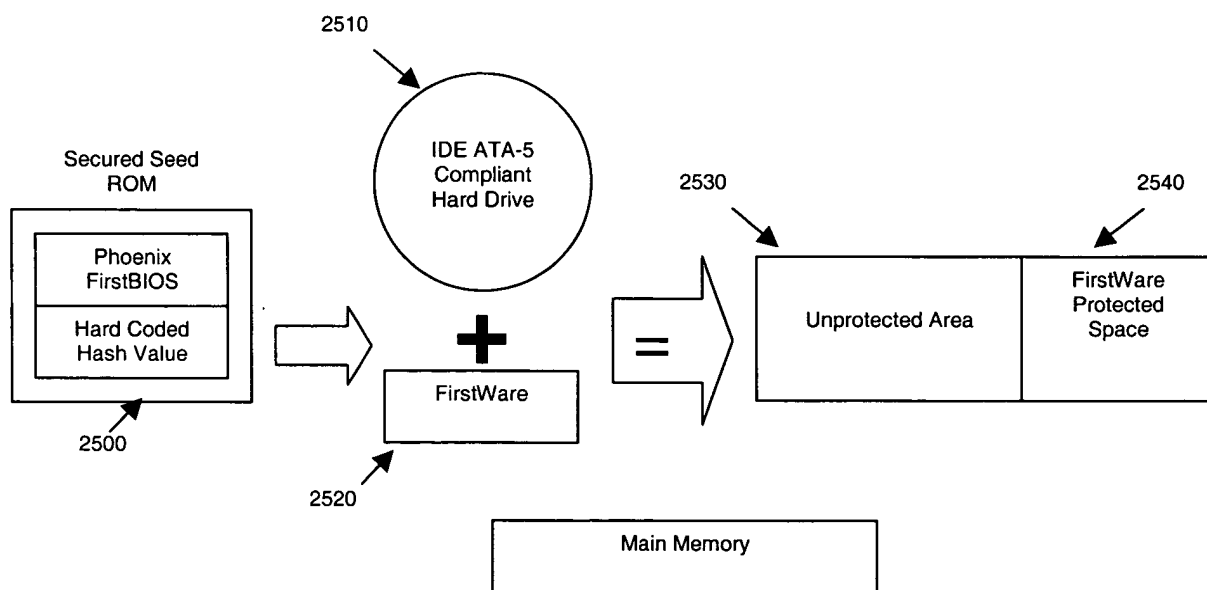 2510
IDE ATA-5
Compliant
Hard Drive
Secured Seed
ROM
Phoenix
FirstBIOS
Hard Coded
Hash Value
2500
+
FirstWare
2520
=
2530
2540
Unprotected Area
FirstWare
Protected
Space
Main Memory